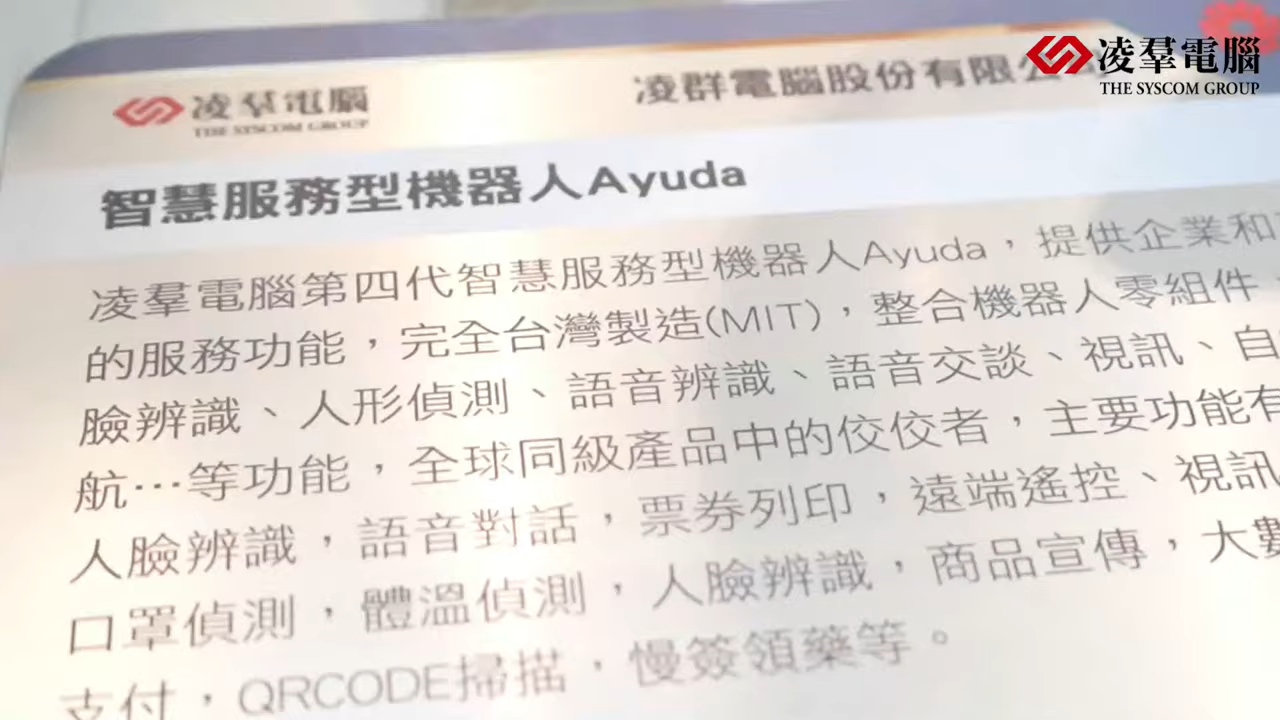 凌羣電腦
THE SYSCOM GROUP
凌羣電腦
THE SYSCOM GROUP
凌群電腦股份有限公
智慧服務型機器人Ayuda
凌羣電腦第四代智慧服務型機器人Ayuda，提供企業和
的服務功能，完全台灣製造(MIT)，整合機器人零組件
臉辨識、人形偵測、語音辨識、語音交談、視訊、自
航…等功能，全球同級產品中的佼佼者，主要功能有
人臉辨識，語音對話，票券列印，遠端遙控、視訊
口罩偵測，體溫偵測，人臉辨識，商品宣傳，大數
支付，QRCODE掃描，慢簽領藥等。